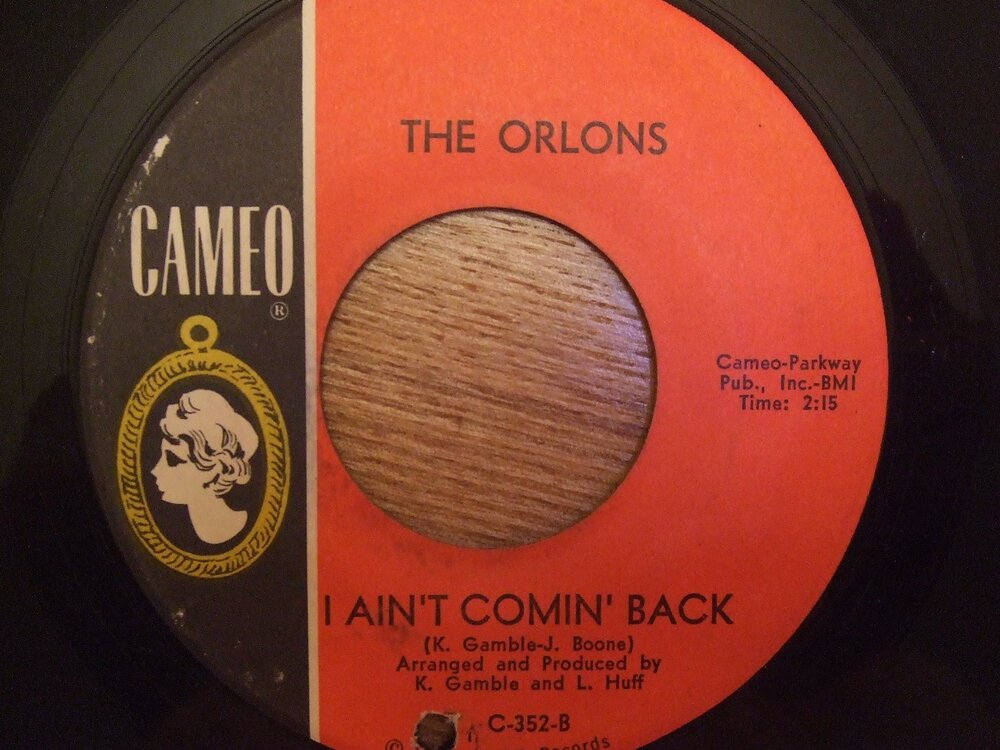 THE ORLONS
CAMEO
®
Cameo-Parkway
Pub., Inc.-BMI
Time: 2:15
I AIN'T COMIN' BACK
(K. Gamble-J. Boone)
Arranged and Produced by
K. Gamble and L. Huff
C-352-B
© Records